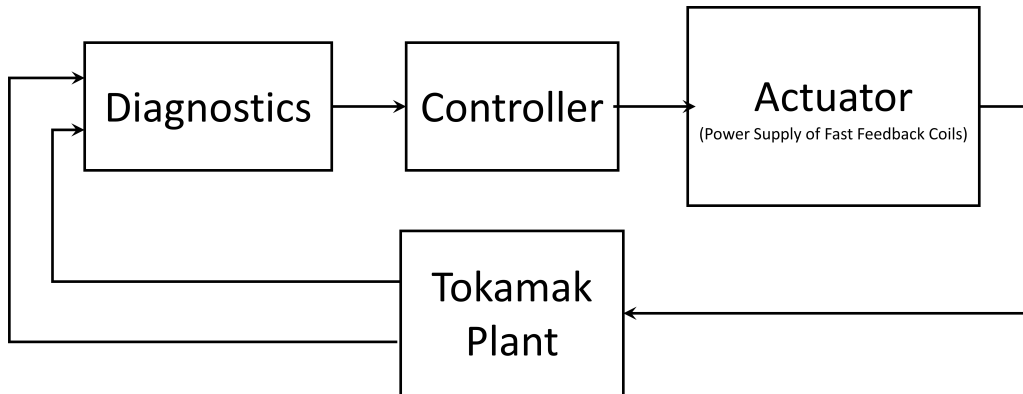 Diagnostics
Controller
Actuator
(Power Supply of Fast Feedback Coils)
Tokamak
Plant